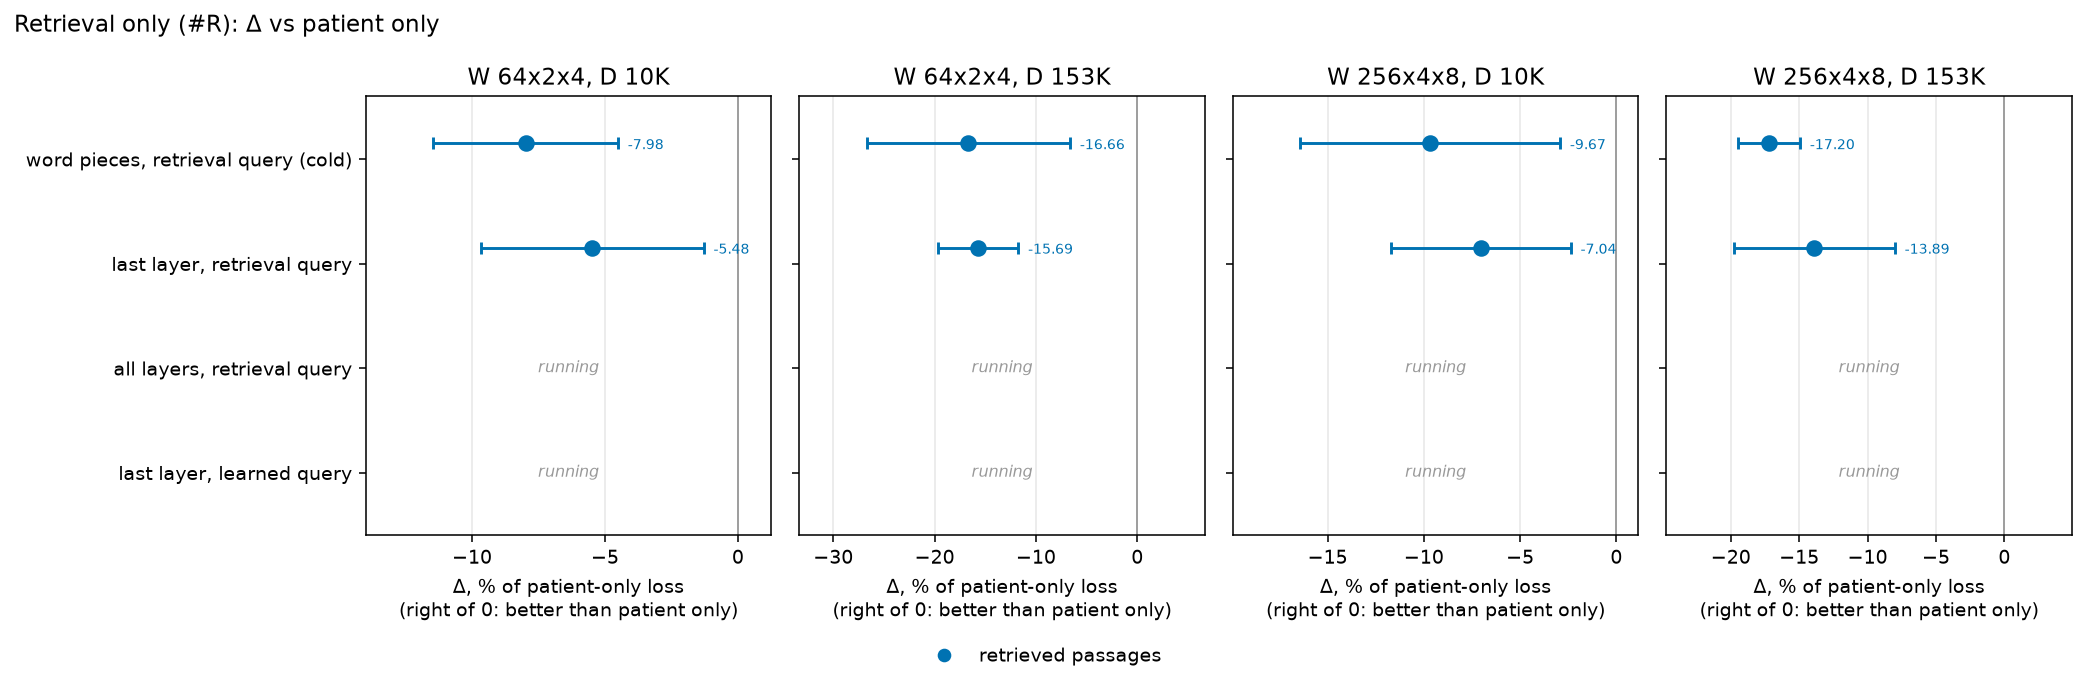 Retrieval only (#R): Δ vs patient only
W 64x2x4, D 10K
W 64x2x4, D 153K
W 256x4x8, D 10K
W 256x4x8, D 153K
word pieces, retrieval query (cold)
-7.98
-16.66
-9.67
-17.20
last layer, retrieval query
-5.48
-15.69
-7.04
-13.89
all layers, retrieval query
running
running
running
running
last layer, learned query
running
running
running
running
−10 −5 0
−30 −20 −10 0
−15 −10 −5 0
−20 −15 −10 −5 0
Δ, % of patient-only loss
(right of 0: better than patient only)
Δ, % of patient-only loss
(right of 0: better than patient only)
Δ, % of patient-only loss
(right of 0: better than patient only)
Δ, % of patient-only loss
(right of 0: better than patient only)
retrieved passages